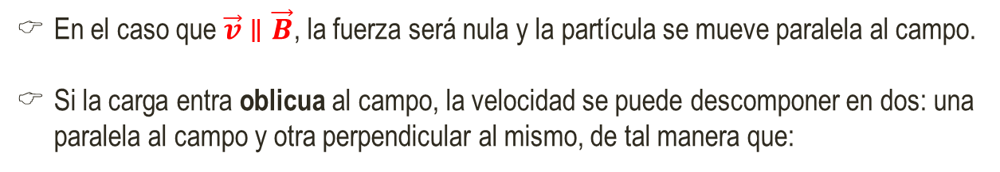 ☞ En el caso que $\vec{v} \parallel \vec{B}$, la fuerza será nula y la partícula se mueve paralela al campo.
☞ Si la carga entra oblicua al campo, la velocidad se puede descomponer en dos: una
paralela al campo y otra perpendicular al mismo, de tal manera que: